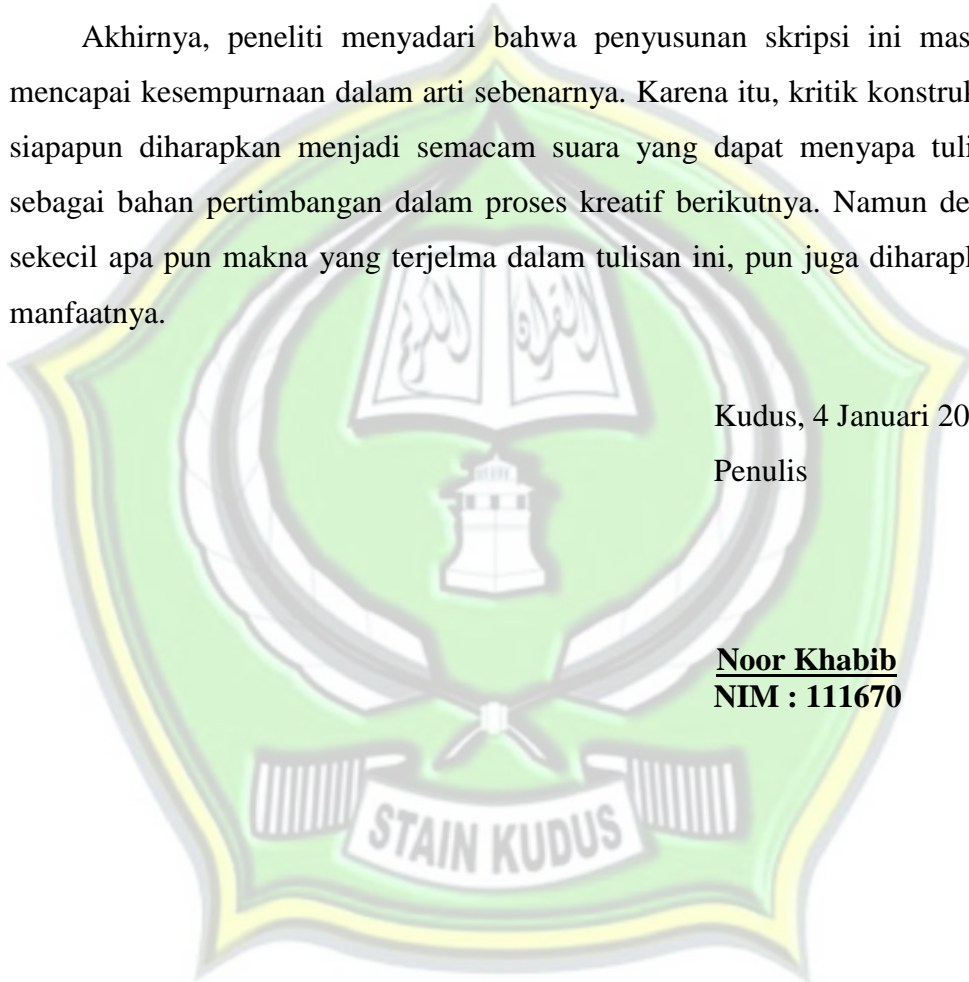 Akhirnya, peneliti menyadari bahwa penyusunan skripsi ini mas
mencapai kesempurnaan dalam arti sebenarnya. Karena itu, kritik konstruk
siapapun diharapkan menjadi semacam suara yang dapat menyapa tuli
sebagai bahan pertimbangan dalam proses kreatif berikutnya. Namun de
sekecil apa pun makna yang terjelma dalam tulisan ini, pun juga diharapl
manfaatnya.
Kudus, 4 Januari 20
Penulis
Noor Khabib
NIM : 111670
STAIN KUDUS